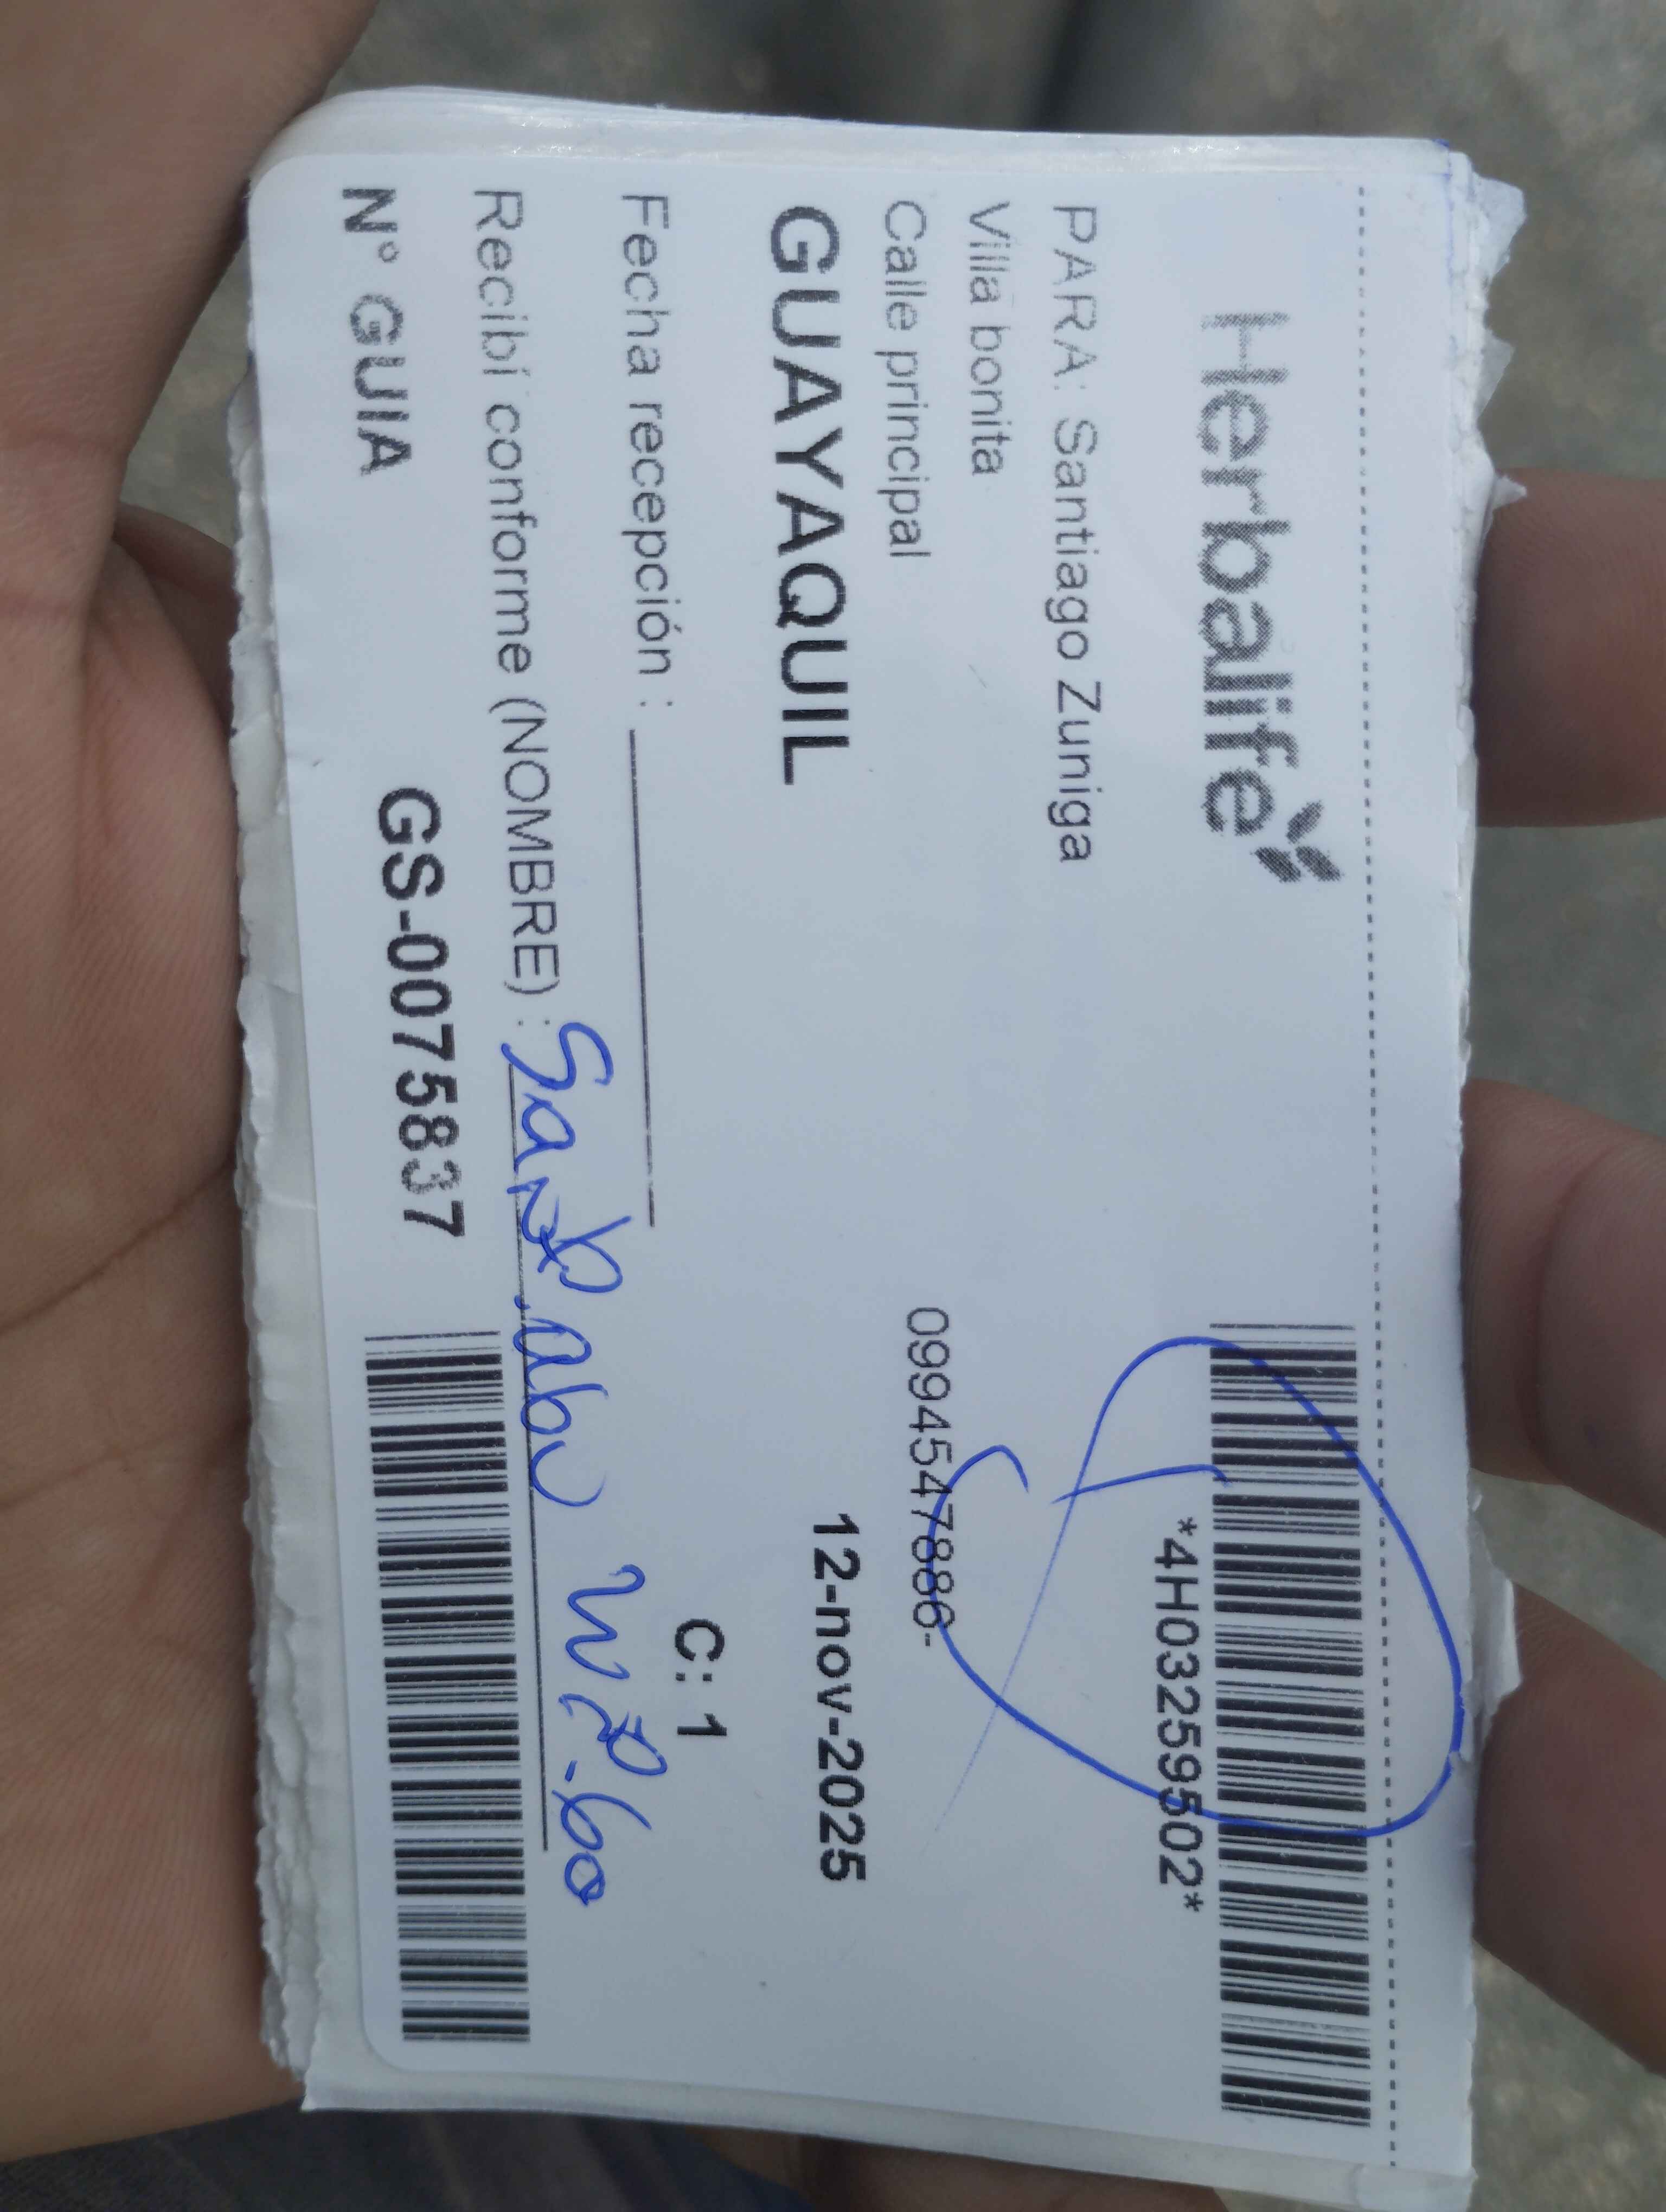 Herbalife
*4H03259502*
PARA: Santiago Zuniga
Villa bonita
Calle principal
0994547886-
GUAYAQUIL
12-nov-2025
C: 1
Fecha recepción :
Recibí conforme (NOMBRE) :
N° GUIA GS-0075837